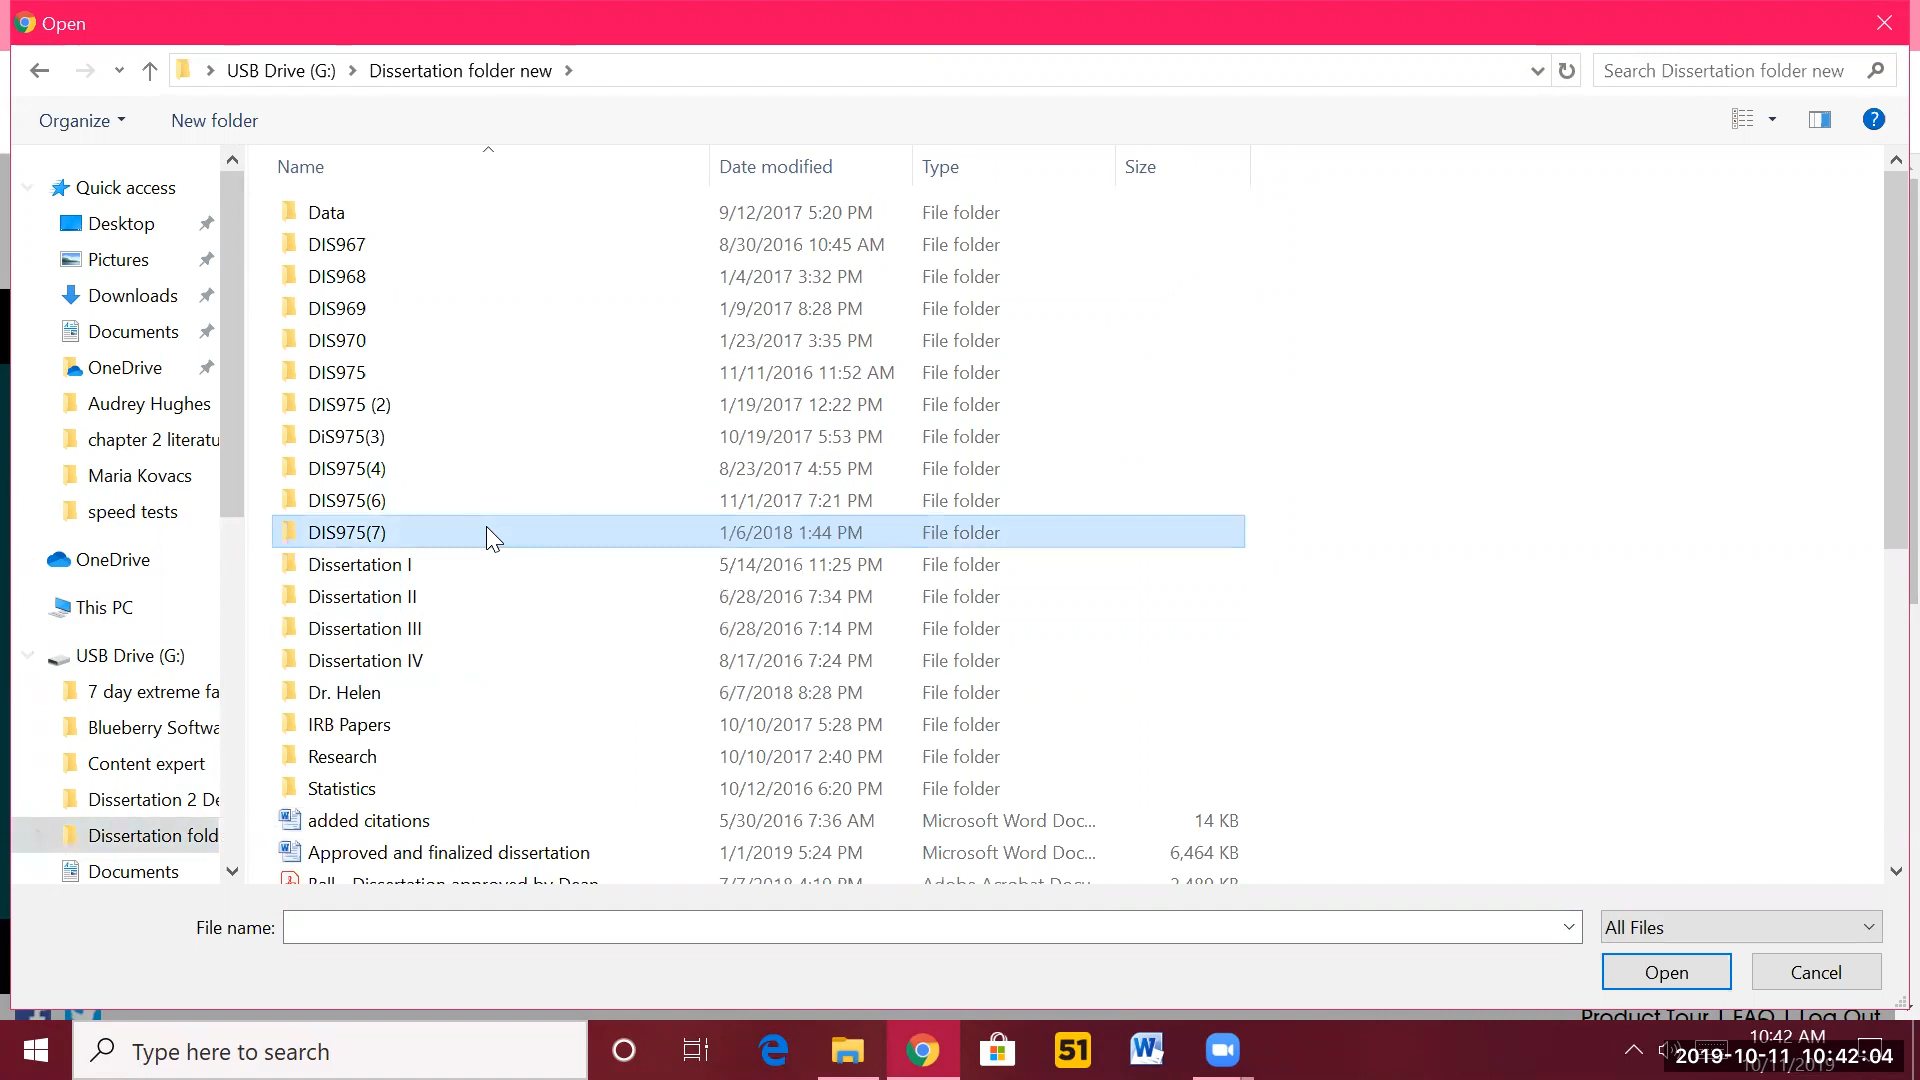 Open
USB Drive (G:) Dissertation folder new
Search Dissertation folder new
Organize New folder
?
Name Date modified Type Size
Quick access
Desktop
Pictures
Downloads
Documents
OneDrive
Audrey Hughes
chapter 2 literatu
Maria Kovacs
speed tests
OneDrive
This PC
USB Drive (G:)
7 day extreme fa
Blueberry Softwa
Content expert
Dissertation 2 De
Dissertation fold
Documents
Data 9/12/2017 5:20 PM File folder
DIS967 8/30/2016 10:45 AM File folder
DIS968 1/4/2017 3:32 PM File folder
DIS969 1/9/2017 8:28 PM File folder
DIS970 1/23/2017 3:35 PM File folder
DIS975 11/11/2016 11:52 AM File folder
DIS975 (2) 1/19/2017 12:22 PM File folder
DiS975(3) 10/19/2017 5:53 PM File folder
DIS975(4) 8/23/2017 4:55 PM File folder
DIS975(6) 11/1/2017 7:21 PM File folder
DIS975(7) 1/6/2018 1:44 PM File folder
Dissertation I 5/14/2016 11:25 PM File folder
Dissertation II 6/28/2016 7:34 PM File folder
Dissertation III 6/28/2016 7:14 PM File folder
Dissertation IV 8/17/2016 7:24 PM File folder
Dr. Helen 6/7/2018 8:28 PM File folder
IRB Papers 10/10/2017 5:28 PM File folder
Research 10/10/2017 2:40 PM File folder
Statistics 10/12/2016 6:20 PM File folder
added citations 5/30/2016 7:36 AM Microsoft Word Doc... 14 KB
Approved and finalized dissertation 1/1/2019 5:24 PM Microsoft Word Doc... 6,464 KB
Ball - Dissertation approved by Dean 7/7/2018 4:19 PM Adobe Acrobat Docu... 2,489 KB
File name:
All Files
Open Cancel
Product Tour | FAQ | Log Out
Type here to search
51
10:42 AM
10/11/2019
2019-10-11 10:42:04